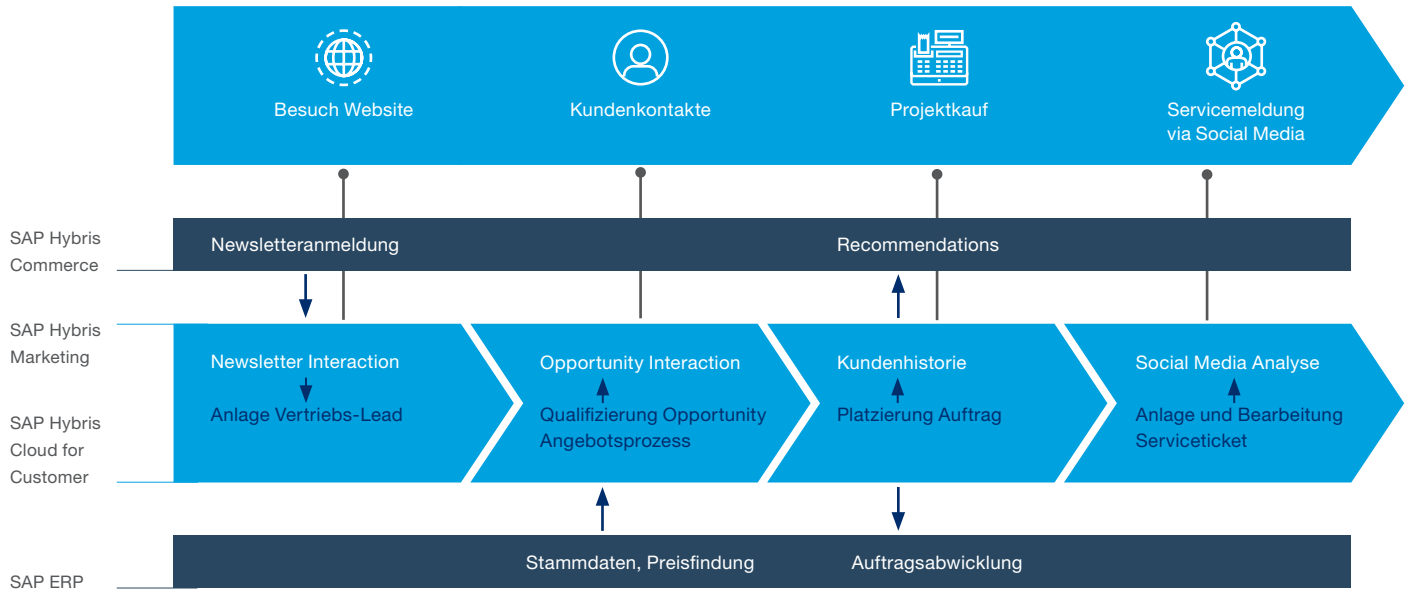 Besuch Website
Kundenkontakte
Projektkauf
Servicemeldung
via Social Media
SAP Hybris
Commerce
Newsletteranmeldung
Recommendations
SAP Hybris
Marketing
Newsletter Interaction
Opportunity Interaction
Kundenhistorie
Social Media Analyse
SAP Hybris
Cloud for
Customer
Anlage Vertriebs-Lead
Qualifizierung Opportunity
Angebotsprozess
Platzierung Auftrag
Anlage und Bearbeitung
Serviceticket
SAP ERP
Stammdaten, Preisfindung
Auftragsabwicklung